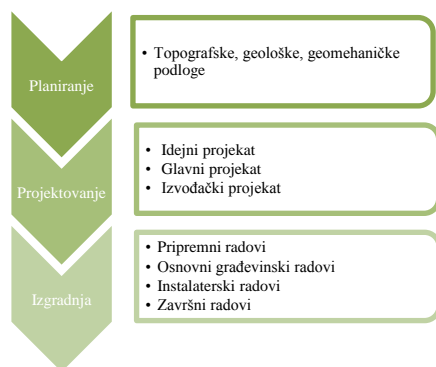 Planiranje
• Topografske, geološke, geomehaničke
podloge
Projektovanje
• Idejni projekat
• Glavni projekat
• Izvođački projekat
Izgradnja
• Pripremni radovi
• Osnovni građevinski radovi
• Instalaterski radovi
• Završni radovi